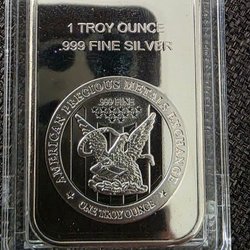 1 TROY OUNCE
.999 FINE SILVER
AMERICAN PRECIOUS METALS EXCHANGE
.999 FINE
ONE TROY OUNCE